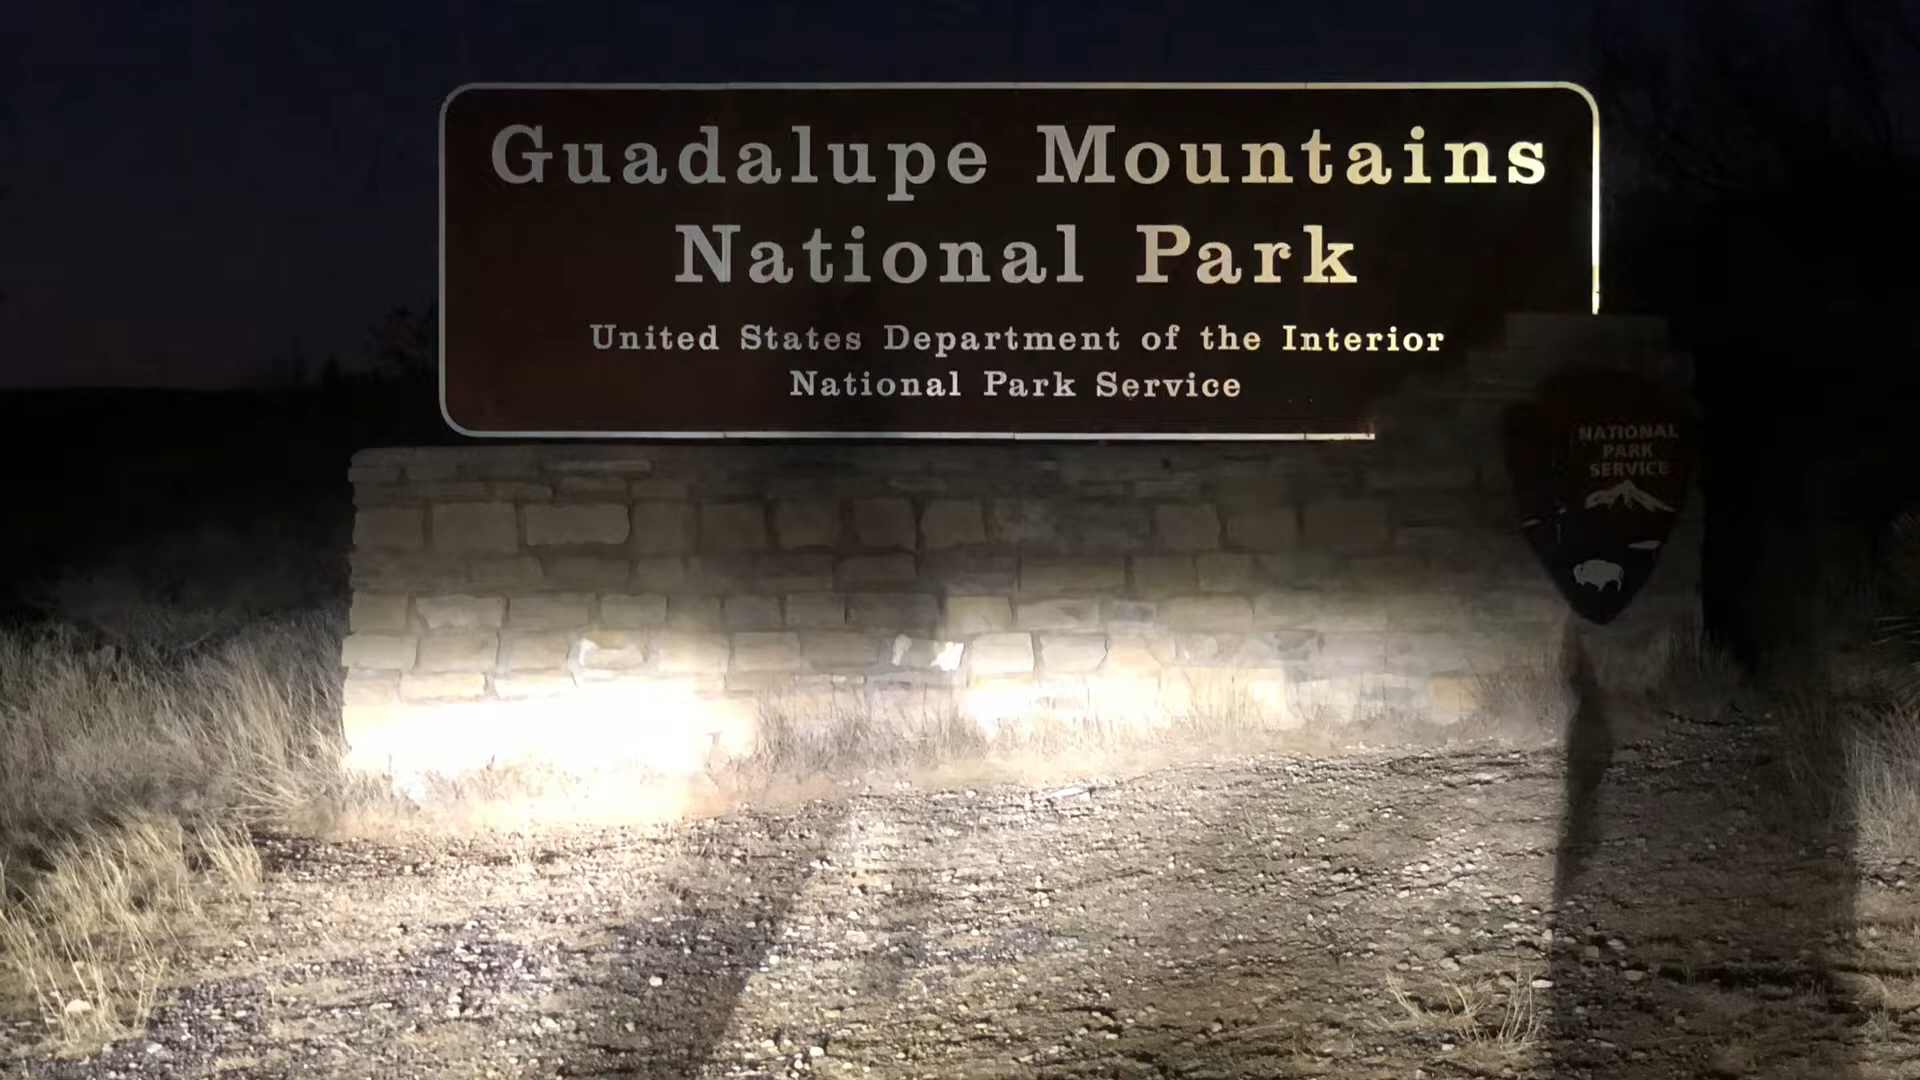 Guadalupe Mountains
National Park
United States Department of the Interior
National Park Service
NATIONAL
PARK
SERVICE